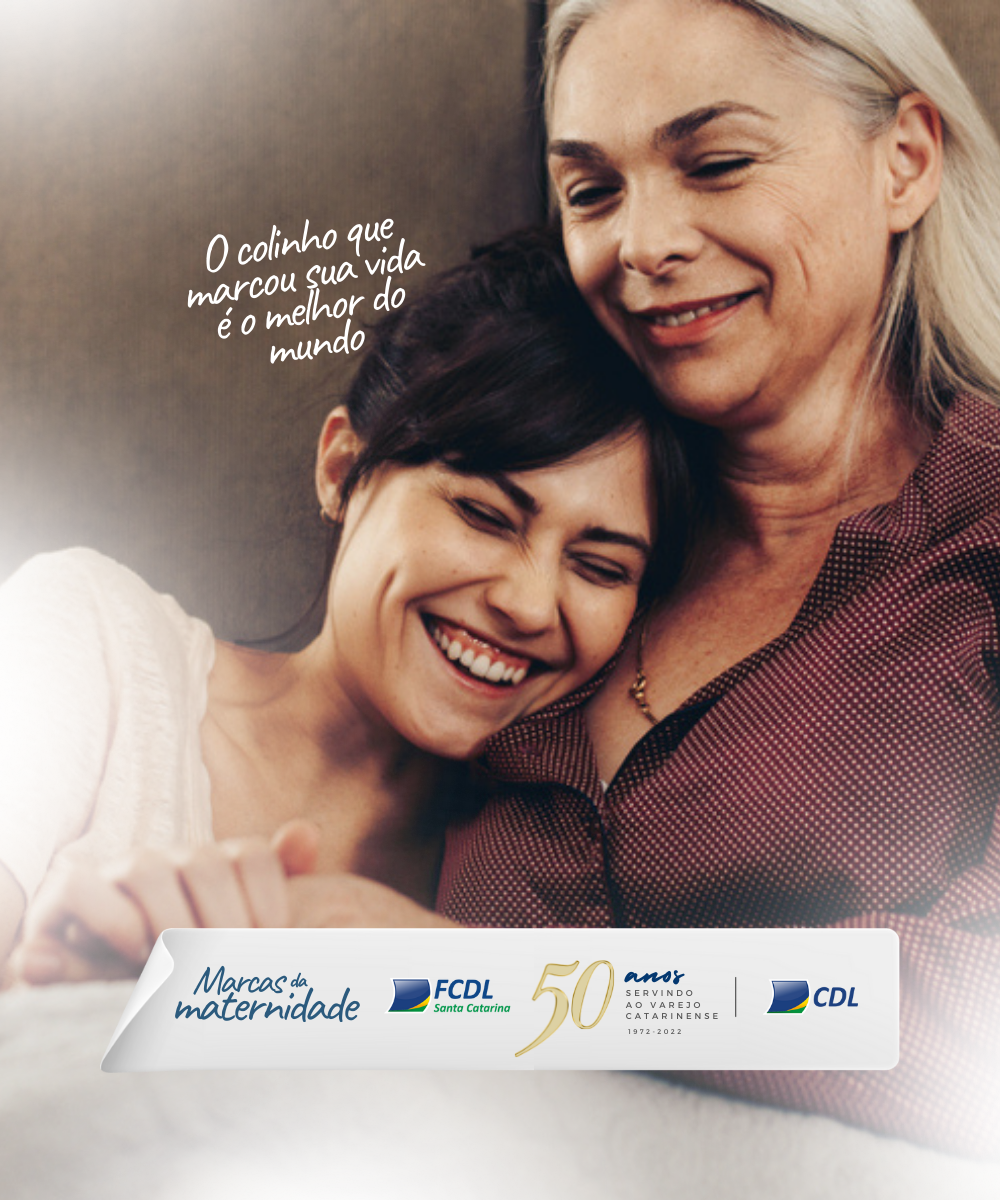 O colinho que
marcou sua vida
é o melhor do
mundo
Marcas da
maternidade
FCDL
Santa Catarina
50 anos
SERVINDO
AO VAREJO
CATARINENSE
1972-2022
CDL